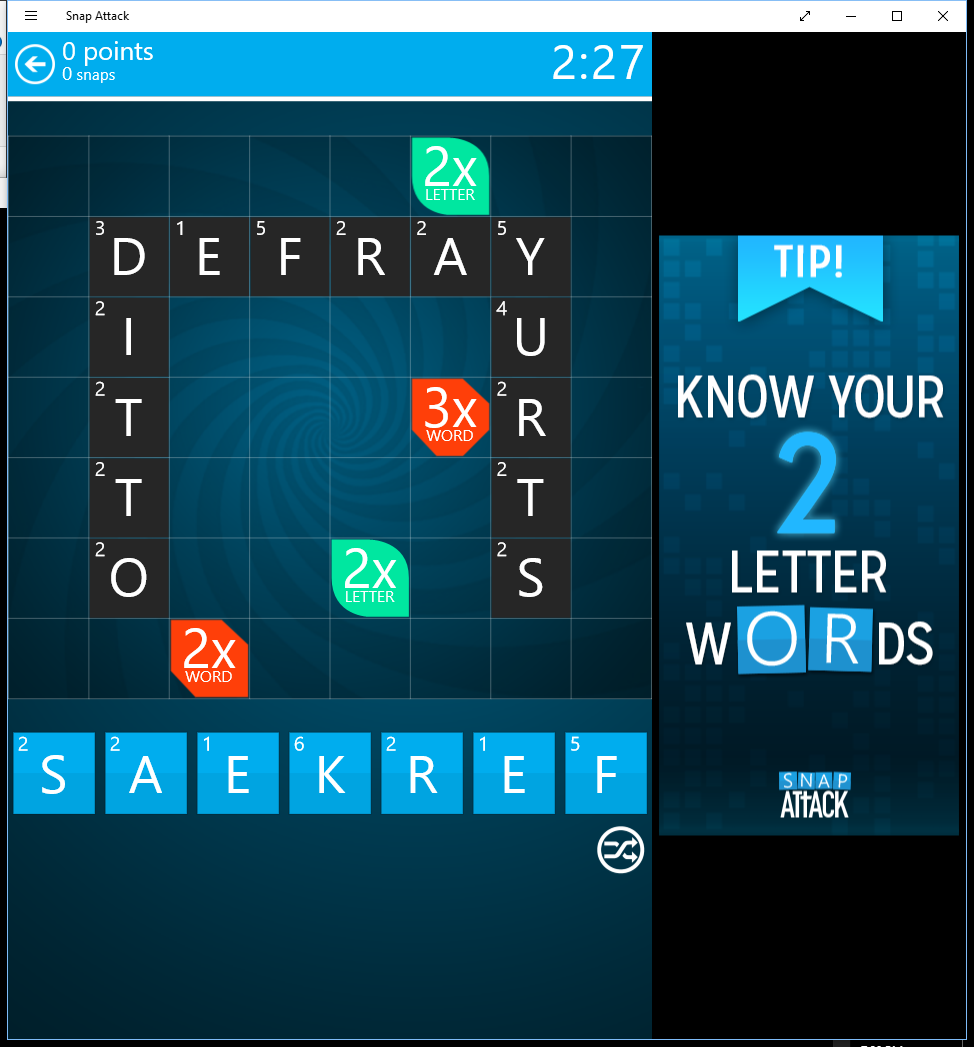 Snap Attack
0 points
0 snaps
2:27
2x
LETTER
3 D 1 E 5 F 2 R 2 A 5 Y
2 I 4 U
2 T 3x 2 R
WORD
2 T 2 T
2 O 2x 2 S
LETTER
2x
WORD
2 S 2 A 1 E 6 K 2 R 1 E 5 F
TIP!
KNOW YOUR
2
LETTER
WORDS
SNAP
ATTACK